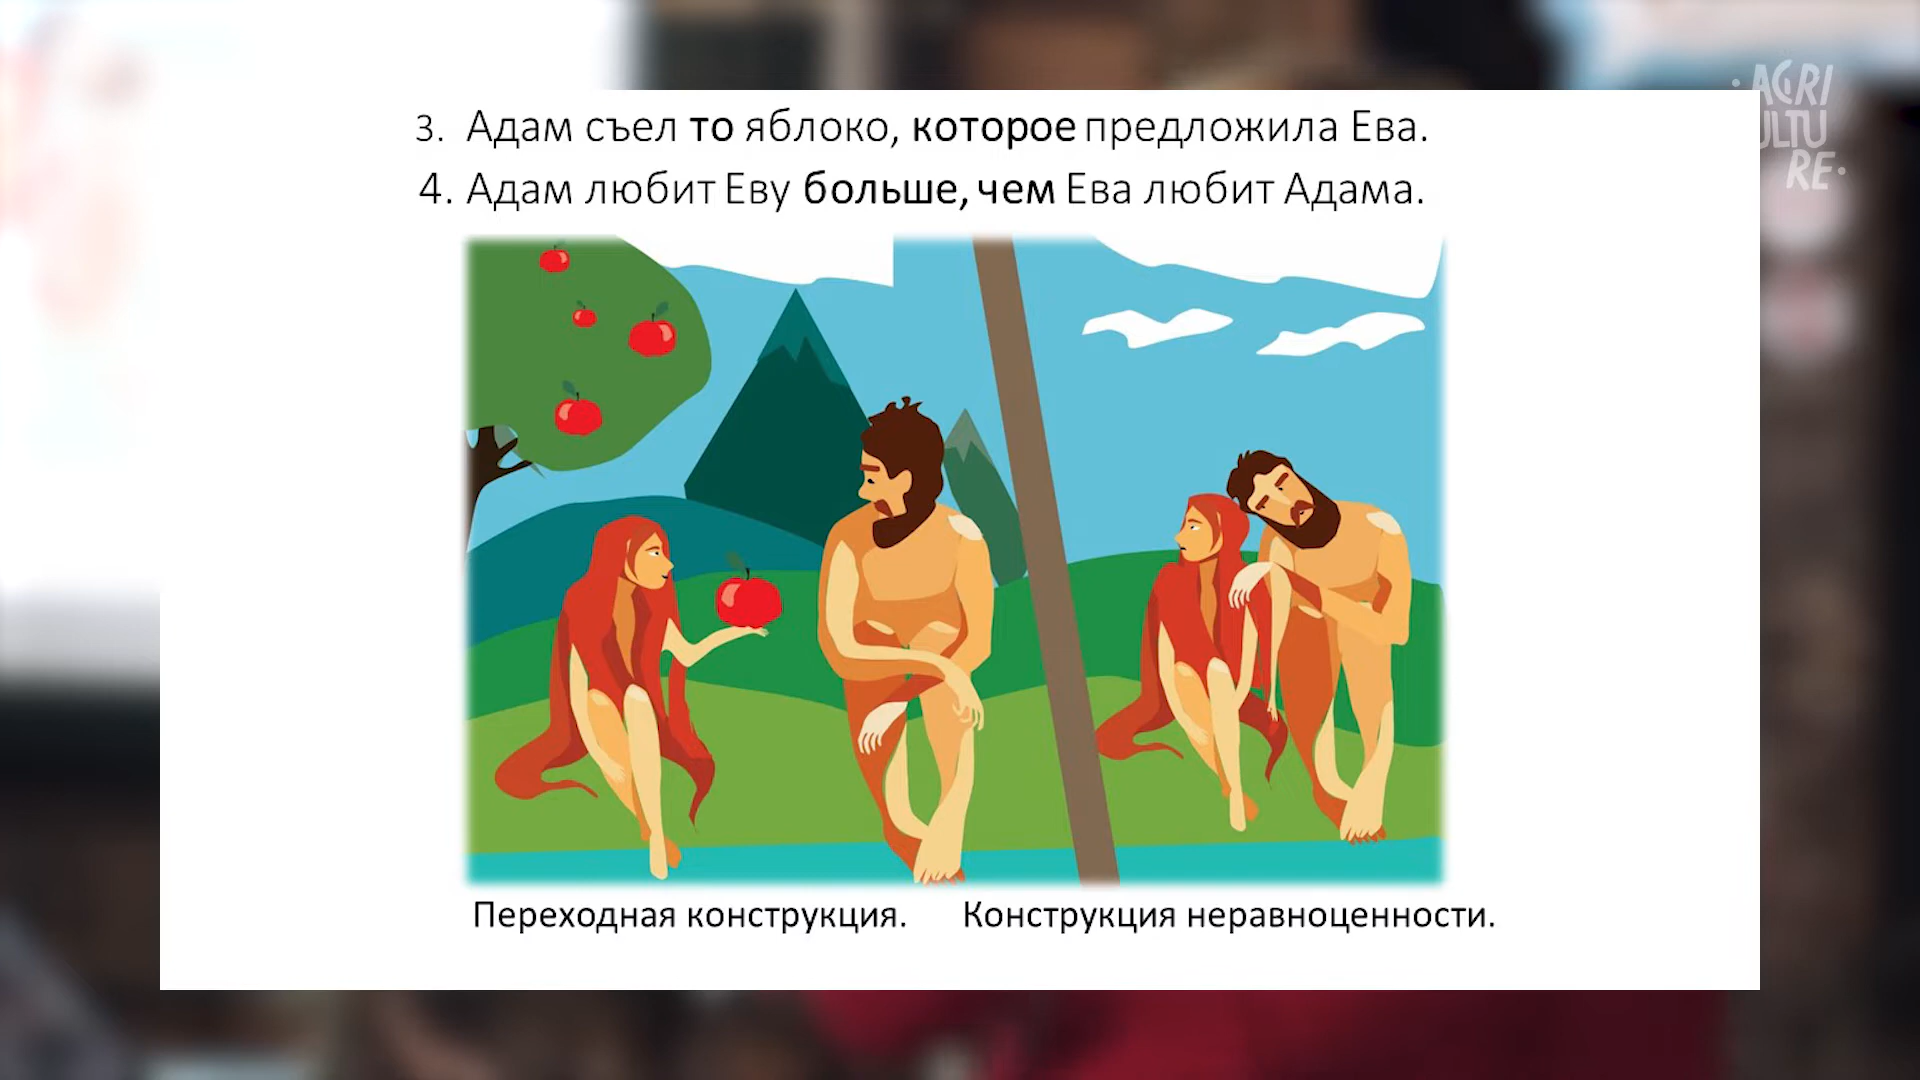 3. Адам съел то яблоко, которое предложила Ева.
4. Адам любит Еву больше, чем Ева любит Адама.
Переходная конструкция. Конструкция неравноценности.
AGRI
ULTU
RE